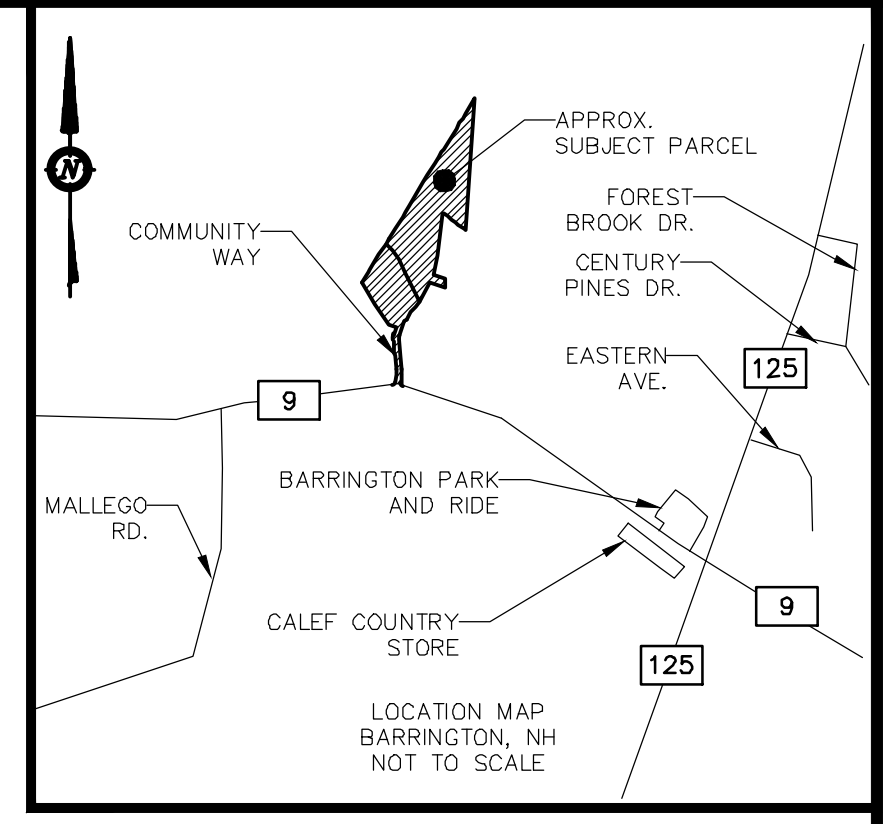 N
APPROX.
SUBJECT PARCEL
FOREST
BROOK DR.
COMMUNITY
WAY
CENTURY
PINES DR.
EASTERN
AVE.
125
9
BARRINGTON PARK
AND RIDE
MALLEGO
RD.
CALEF COUNTRY
STORE
9
125
LOCATION MAP
BARRINGTON, NH
NOT TO SCALE